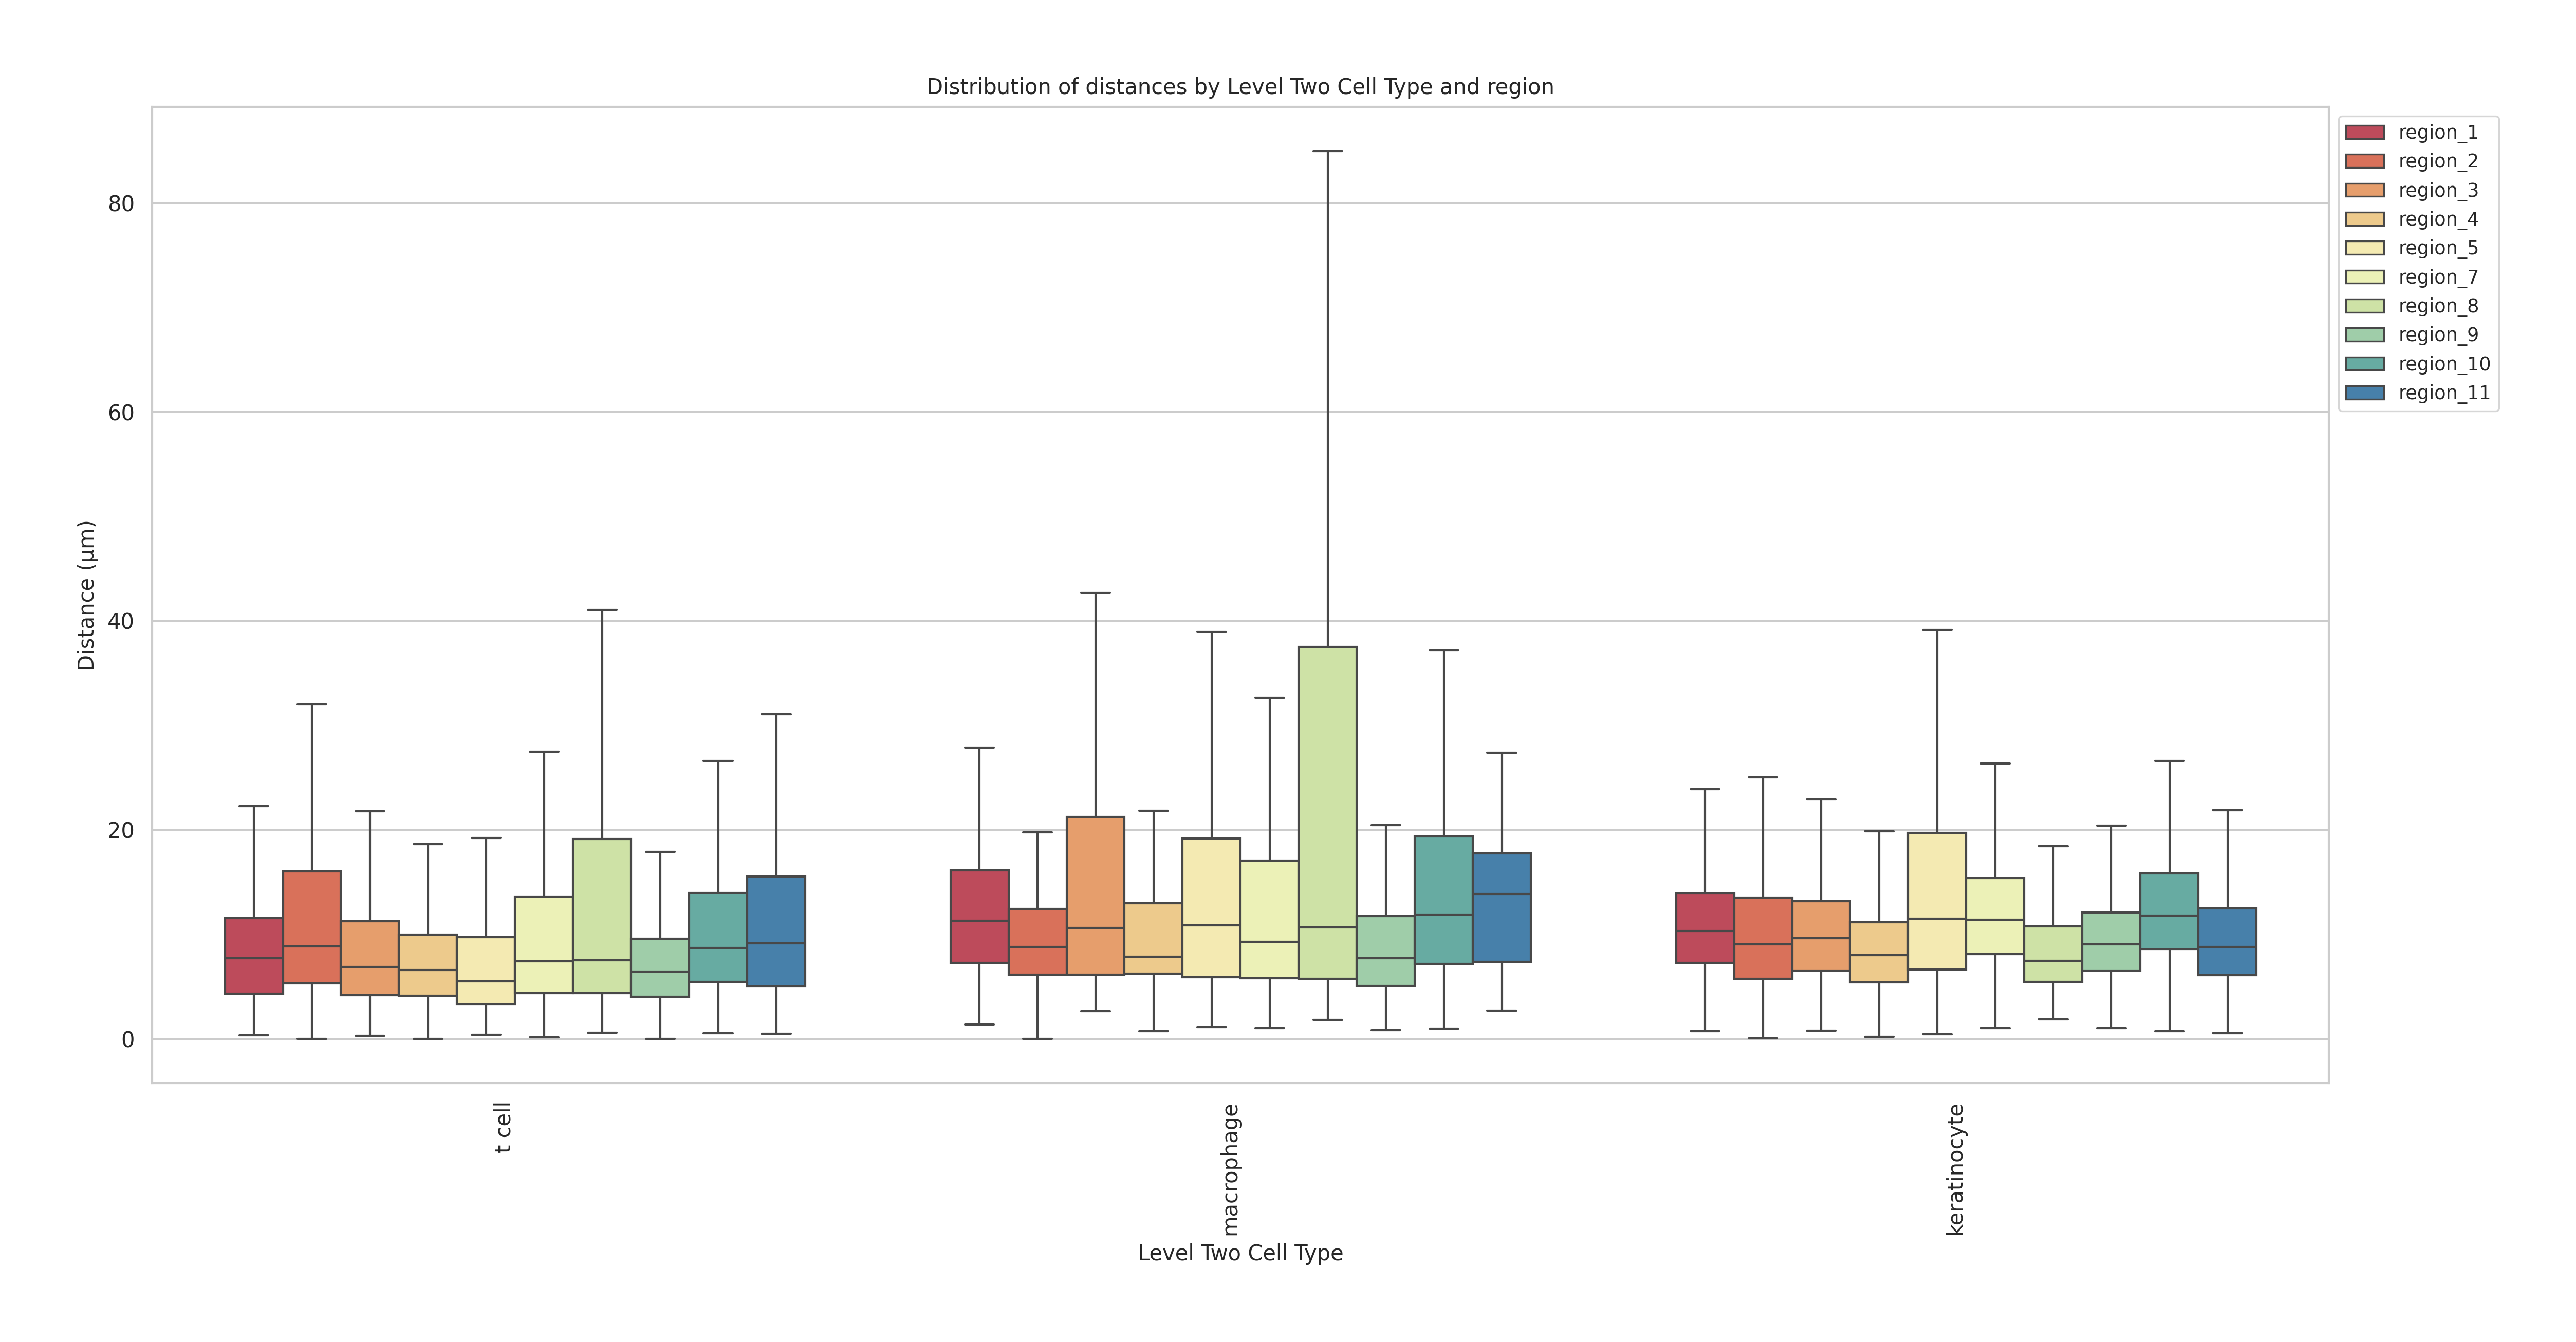 Distribution of distances by Level Two Cell Type and region
region_1
region_2
region_3
region_4
region_5
region_7
region_8
region_9
region_10
region_11
Distance (µm)
80
60
40
20
0
t cell
macrophage
keratinocyte
Level Two Cell Type